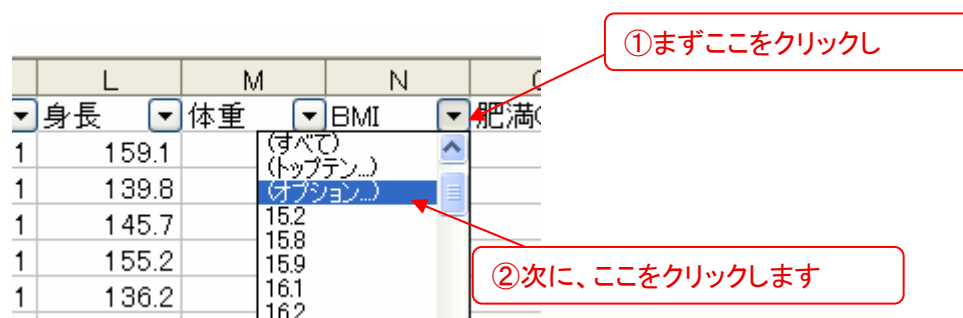 ①まずここをクリックし
L M N
身長 体重 BMI 肥満
1 159.1 (すべて)
(トップテン...)
1 139.8 (オプション...)
1 145.7 15.2
15.8
1 155.2 15.9
②次に、ここをクリックします
1 136.2 16.1
16.2